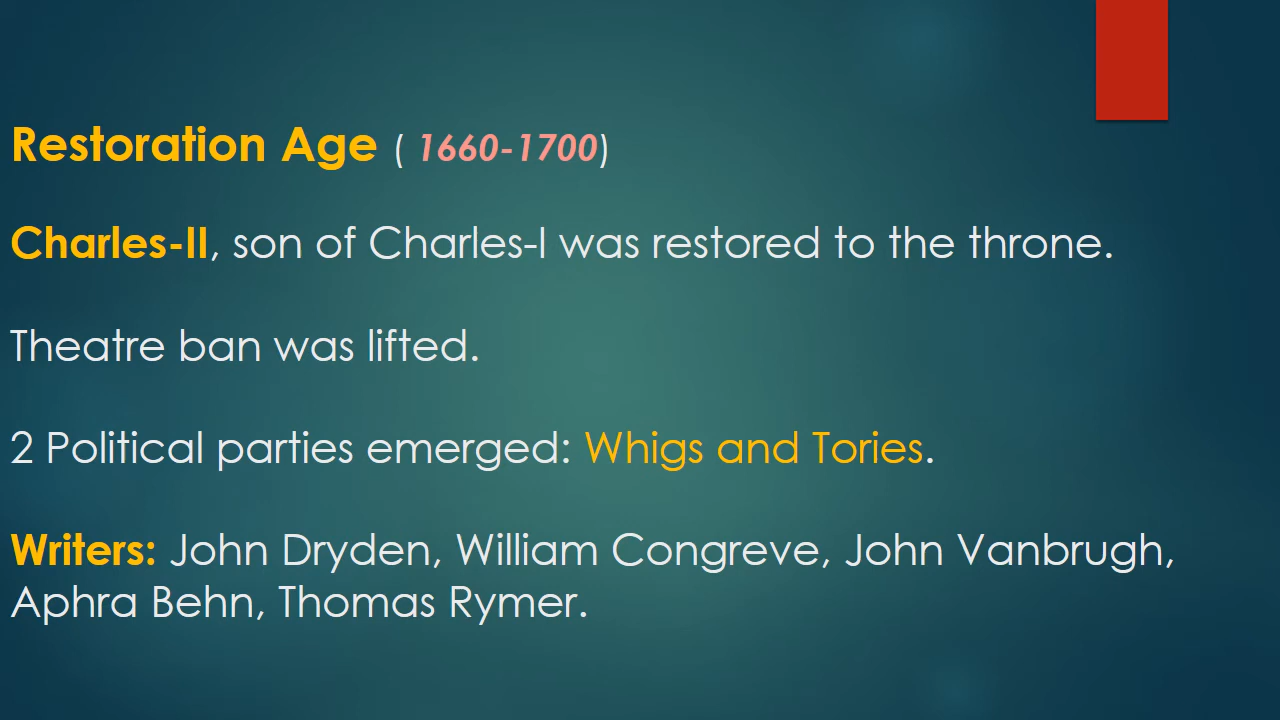 Restoration Age ( 1660-1700)
Charles-II, son of Charles-I was restored to the throne.
Theatre ban was lifted.
2 Political parties emerged: Whigs and Tories.
Writers: John Dryden, William Congreve, John Vanbrugh,
Aphra Behn, Thomas Rymer.